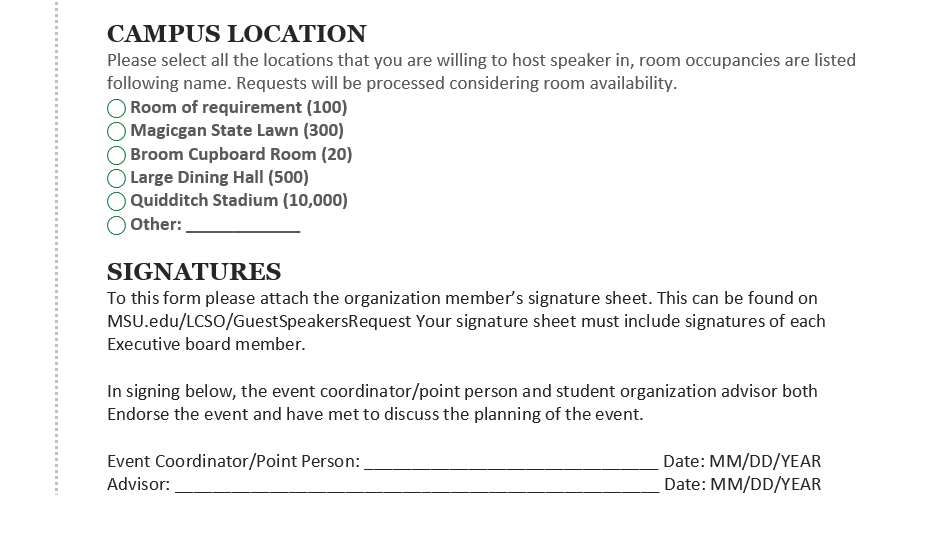 CAMPUS LOCATION
Please select all the locations that you are willing to host speaker in, room occupancies are listed
following name. Requests will be processed considering room availability.
Room of requirement (100)
Magicgan State Lawn (300)
Broom Cupboard Room (20)
Large Dining Hall (500)
Quidditch Stadium (10,000)
Other: ____________
SIGNATURES
To this form please attach the organization member’s signature sheet. This can be found on
MSU.edu/LCSO/GuestSpeakersRequest Your signature sheet must include signatures of each
Executive board member.
In signing below, the event coordinator/point person and student organization advisor both
Endorse the event and have met to discuss the planning of the event.
Event Coordinator/Point Person: _______________________________ Date: MM/DD/YEAR
Advisor: ___________________________________________________ Date: MM/DD/YEAR